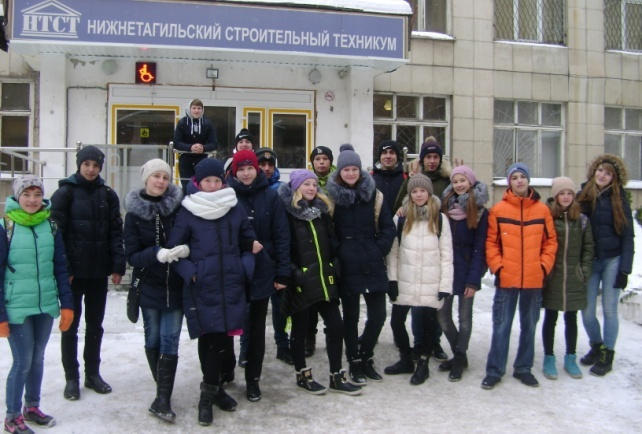 НТСТ
НИЖНЕТАГИЛЬСКИЙ СТРОИТЕЛЬНЫЙ ТЕХНИКУМ